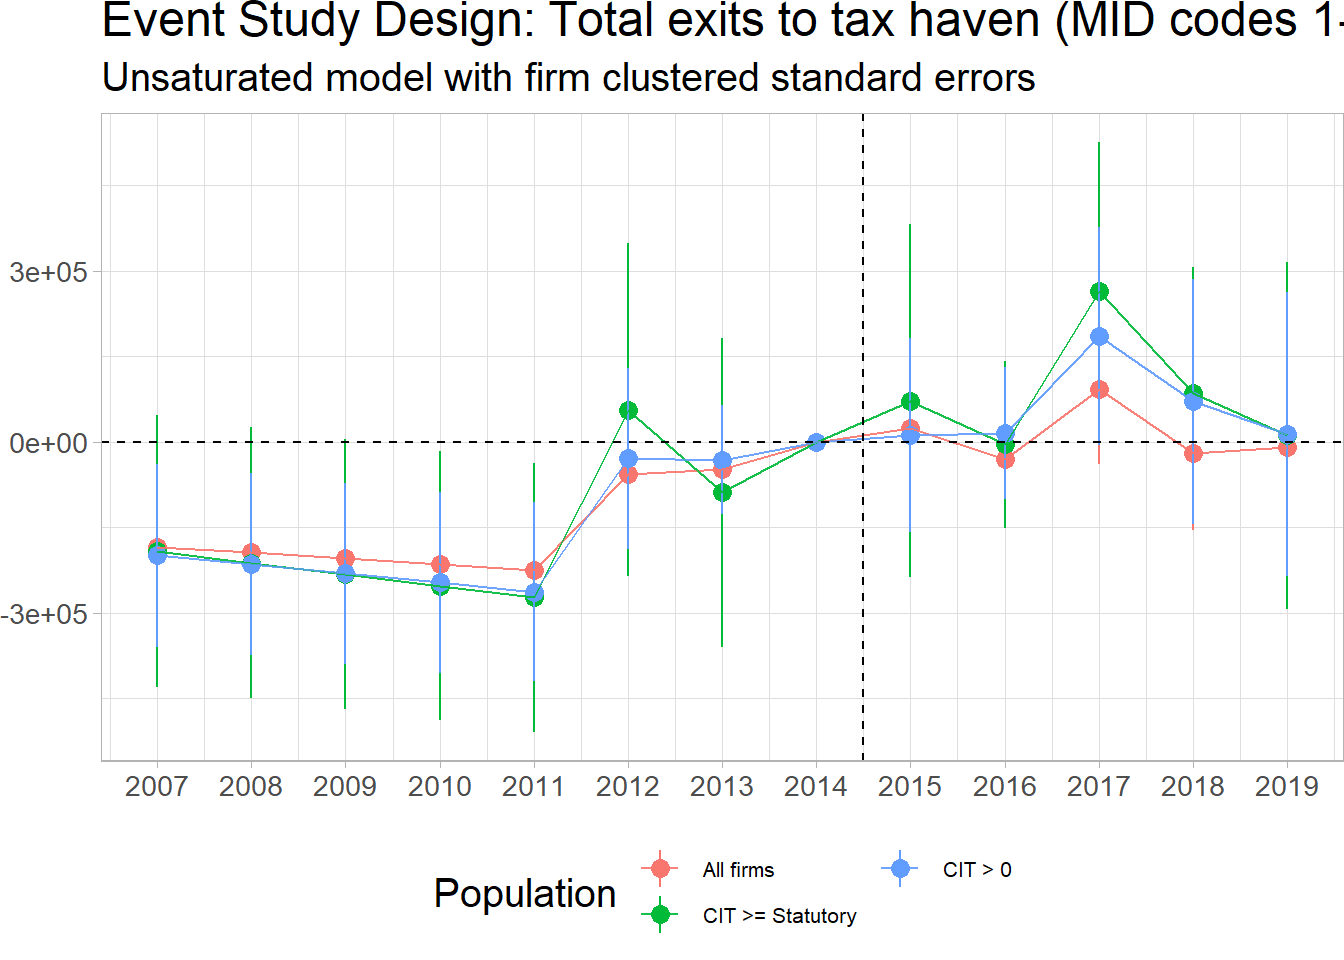 Event Study Design: Total exits to tax haven (MID codes 1-
Unsaturated model with firm clustered standard errors
3e+05
0e+00
-3e+05
2007 2008 2009 2010 2011 2012 2013 2014 2015 2016 2017 2018 2019
Population
All firms
CIT > 0
CIT >= Statutory